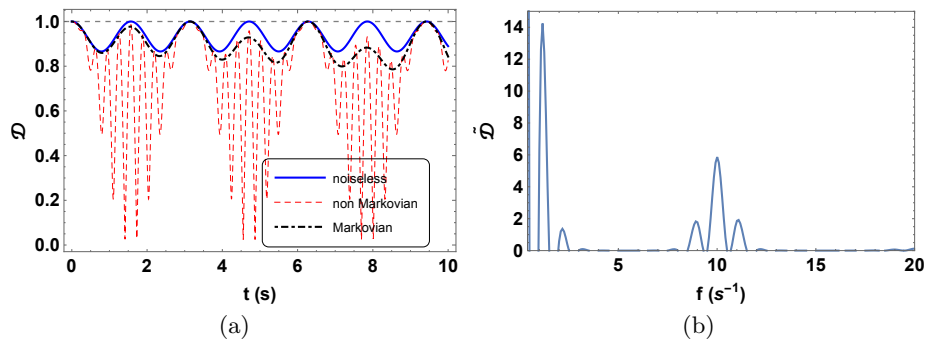 1.0
0.8
0.6
0.4
0.2
0.0
𝒟
noiseless
non Markovian
Markovian
0 2 4 6 8 10
t (s)
(a)
14
12
10
8
6
4
2
0
𝒟̃
5 10 15 20
f (s⁻¹)
(b)